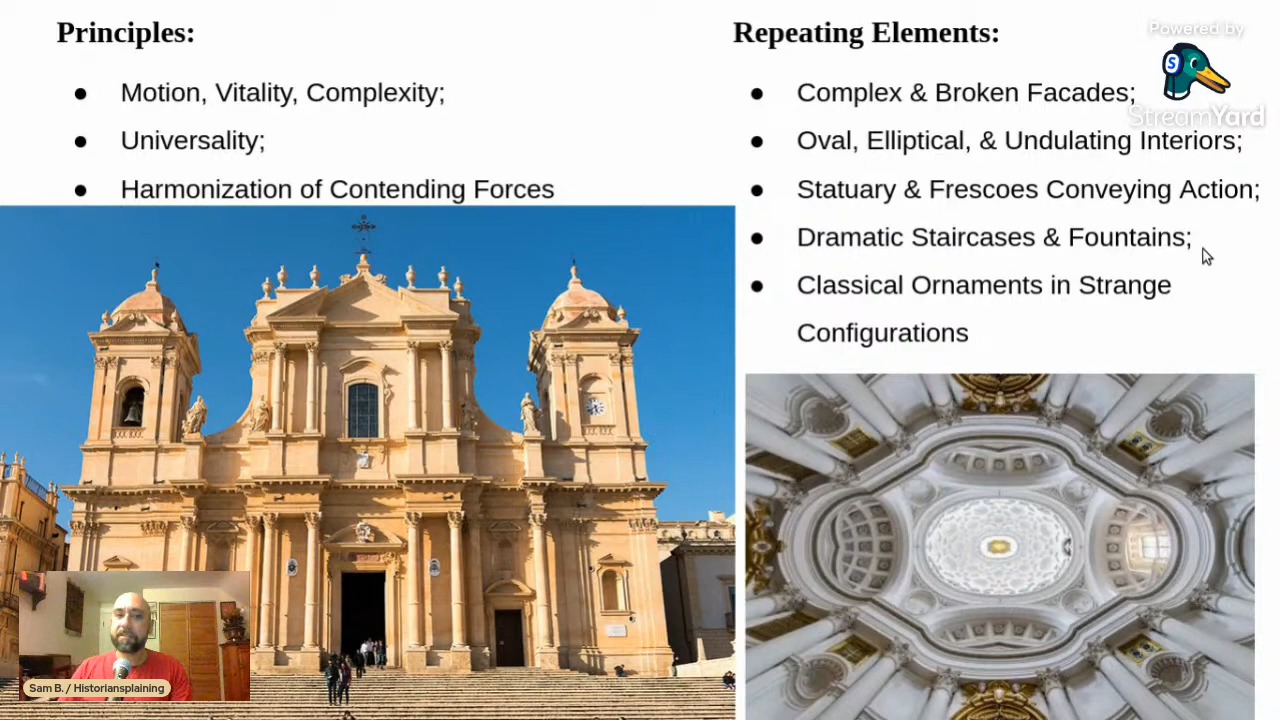 Principles:
● Motion, Vitality, Complexity;
● Universality;
● Harmonization of Contending Forces
Repeating Elements:
● Complex & Broken Facades;
● Oval, Elliptical, & Undulating Interiors;
● Statuary & Frescoes Conveying Action;
● Dramatic Staircases & Fountains;
● Classical Ornaments in Strange
Configurations
Powered by
S
StreamYard
Sam B. / Historiansplaining